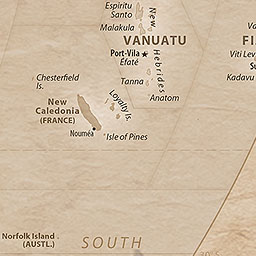 Espiritu
Santo
New
Malakula
VANUATU
Port-Vila
Éfaté
Hebrides
FI
Viti Lev
Kadavu
Chesterfield
Is.
Tanna
Anatom
New
Caledonia
(FRANCE)
Loyalty Is.
Nouméa
Isle of Pines
Norfolk Island
(AUSTL.)
SOUTH
30°S